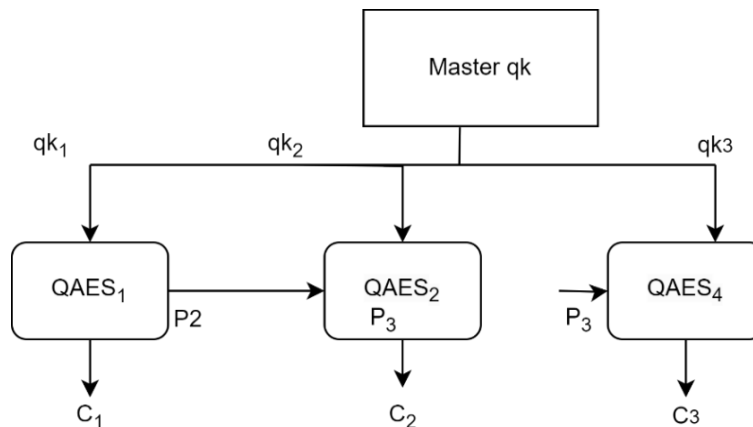 Master qk
qk₁
qk₂
qk3
QAES₁
QAES₂
QAES₄
P2
P₃
P₃
C₁
C₂
C3